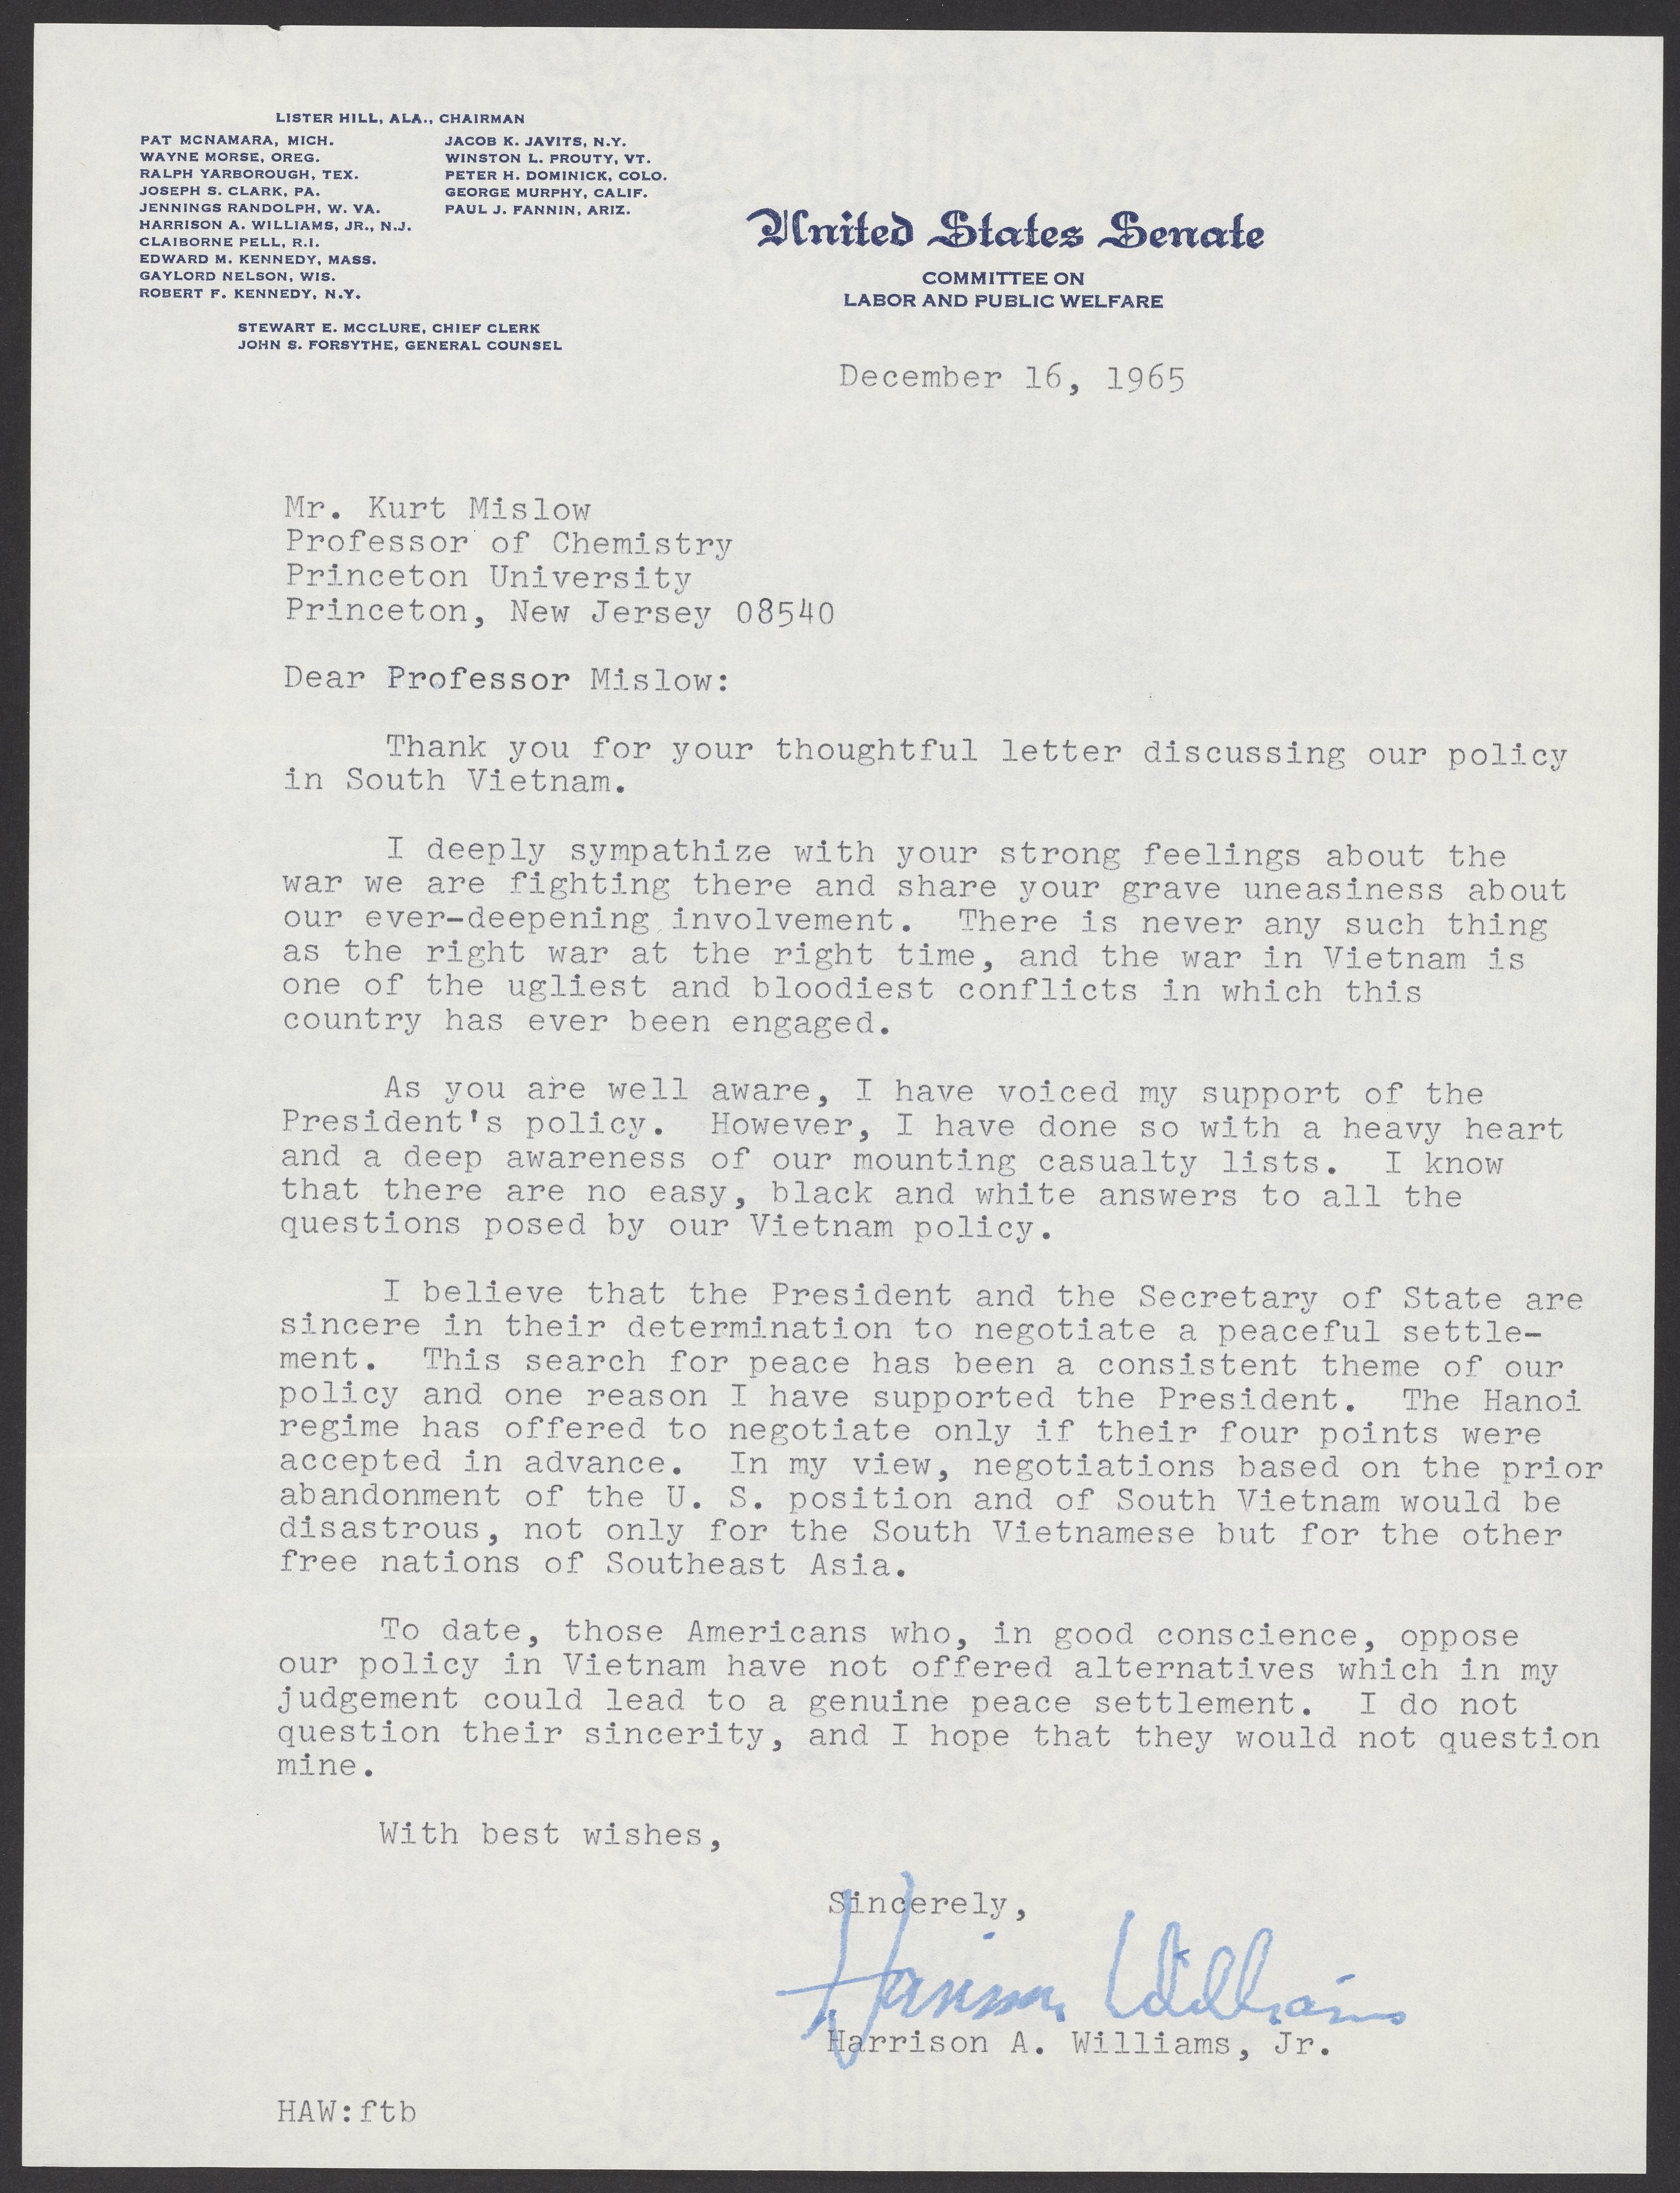 LISTER HILL, ALA., CHAIRMAN
PAT MCNAMARA, MICH.
WAYNE MORSE, OREG.
RALPH YARBOROUGH, TEX.
JOSEPH S. CLARK, PA.
JENNINGS RANDOLPH, W. VA.
HARRISON A. WILLIAMS, JR., N.J.
CLAIBORNE PELL, R.I.
EDWARD M. KENNEDY, MASS.
GAYLORD NELSON, WIS.
ROBERT F. KENNEDY, N.Y.
JACOB K. JAVITS, N.Y.
WINSTON L. PROUTY, VT.
PETER H. DOMINICK, COLO.
GEORGE MURPHY, CALIF.
PAUL J. FANNIN, ARIZ.
STEWART E. MCCLURE, CHIEF CLERK
JOHN S. FORSYTHE, GENERAL COUNSEL
United States Senate
COMMITTEE ON
LABOR AND PUBLIC WELFARE
December 16, 1965
Mr. Kurt Mislow
Professor of Chemistry
Princeton University
Princeton, New Jersey 08540
Dear Professor Mislow:
Thank you for your thoughtful letter discussing our policy
in South Vietnam.
I deeply sympathize with your strong feelings about the
war we are fighting there and share your grave uneasiness about
our ever-deepening involvement. There is never any such thing
as the right war at the right time, and the war in Vietnam is
one of the ugliest and bloodiest conflicts in which this
country has ever been engaged.
As you are well aware, I have voiced my support of the
President's policy. However, I have done so with a heavy heart
and a deep awareness of our mounting casualty lists. I know
that there are no easy, black and white answers to all the
questions posed by our Vietnam policy.
I believe that the President and the Secretary of State are
sincere in their determination to negotiate a peaceful settle-
ment. This search for peace has been a consistent theme of our
policy and one reason I have supported the President. The Hanoi
regime has offered to negotiate only if their four points were
accepted in advance. In my view, negotiations based on the prior
abandonment of the U. S. position and of South Vietnam would be
disastrous, not only for the South Vietnamese but for the other
free nations of Southeast Asia.
To date, those Americans who, in good conscience, oppose
our policy in Vietnam have not offered alternatives which in my
judgement could lead to a genuine peace settlement. I do not
question their sincerity, and I hope that they would not question
mine.
With best wishes,
Sincerely,
Harrison Williams
Harrison A. Williams, Jr.
HAW:ftb